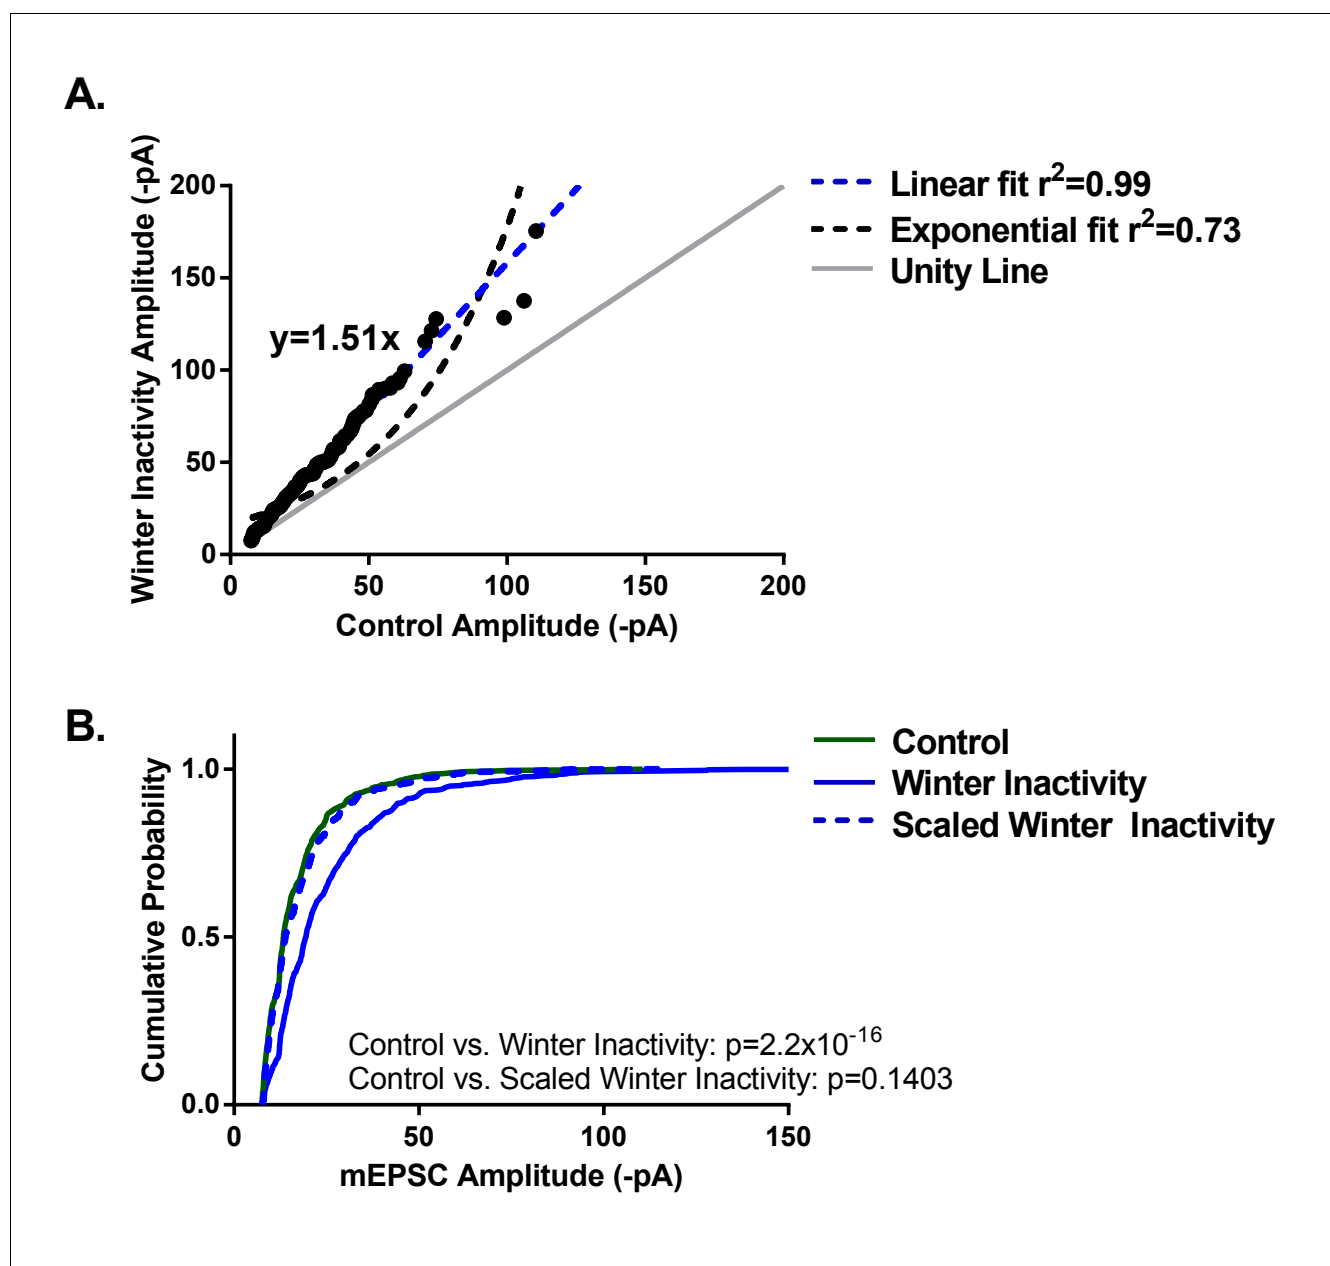 A.
Winter Inactivity Amplitude (-pA)
200
150
100
50
0
y=1.51x
0 50 100 150 200
Control Amplitude (-pA)
Linear fit r²=0.99
Exponential fit r²=0.73
Unity Line
B.
Cumulative Probability
1.0
0.5
0.0
Control vs. Winter Inactivity: p=2.2x10⁻¹⁶
Control vs. Scaled Winter Inactivity: p=0.1403
0 50 100 150
mEPSC Amplitude (-pA)
Control
Winter Inactivity
Scaled Winter Inactivity